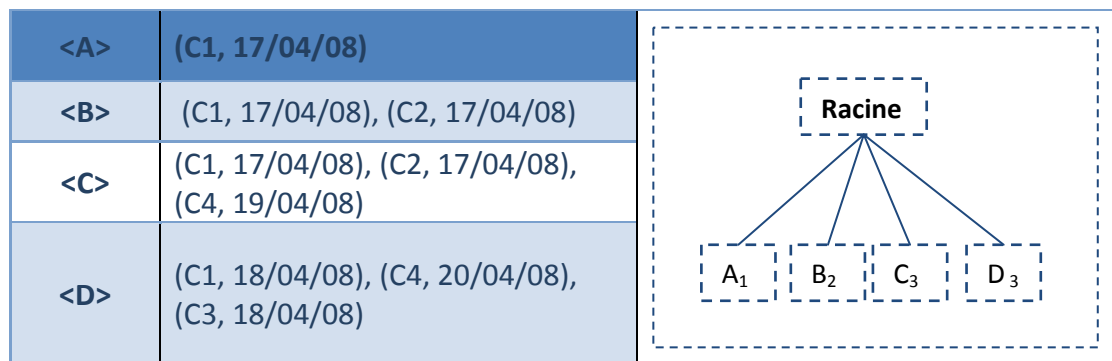 <A> (C1, 17/04/08)
<B> (C1, 17/04/08), (C2, 17/04/08)
<C> (C1, 17/04/08), (C2, 17/04/08),
(C4, 19/04/08)
<D> (C1, 18/04/08), (C4, 20/04/08),
(C3, 18/04/08)
Racine
A₁ B₂ C₃ D ₃